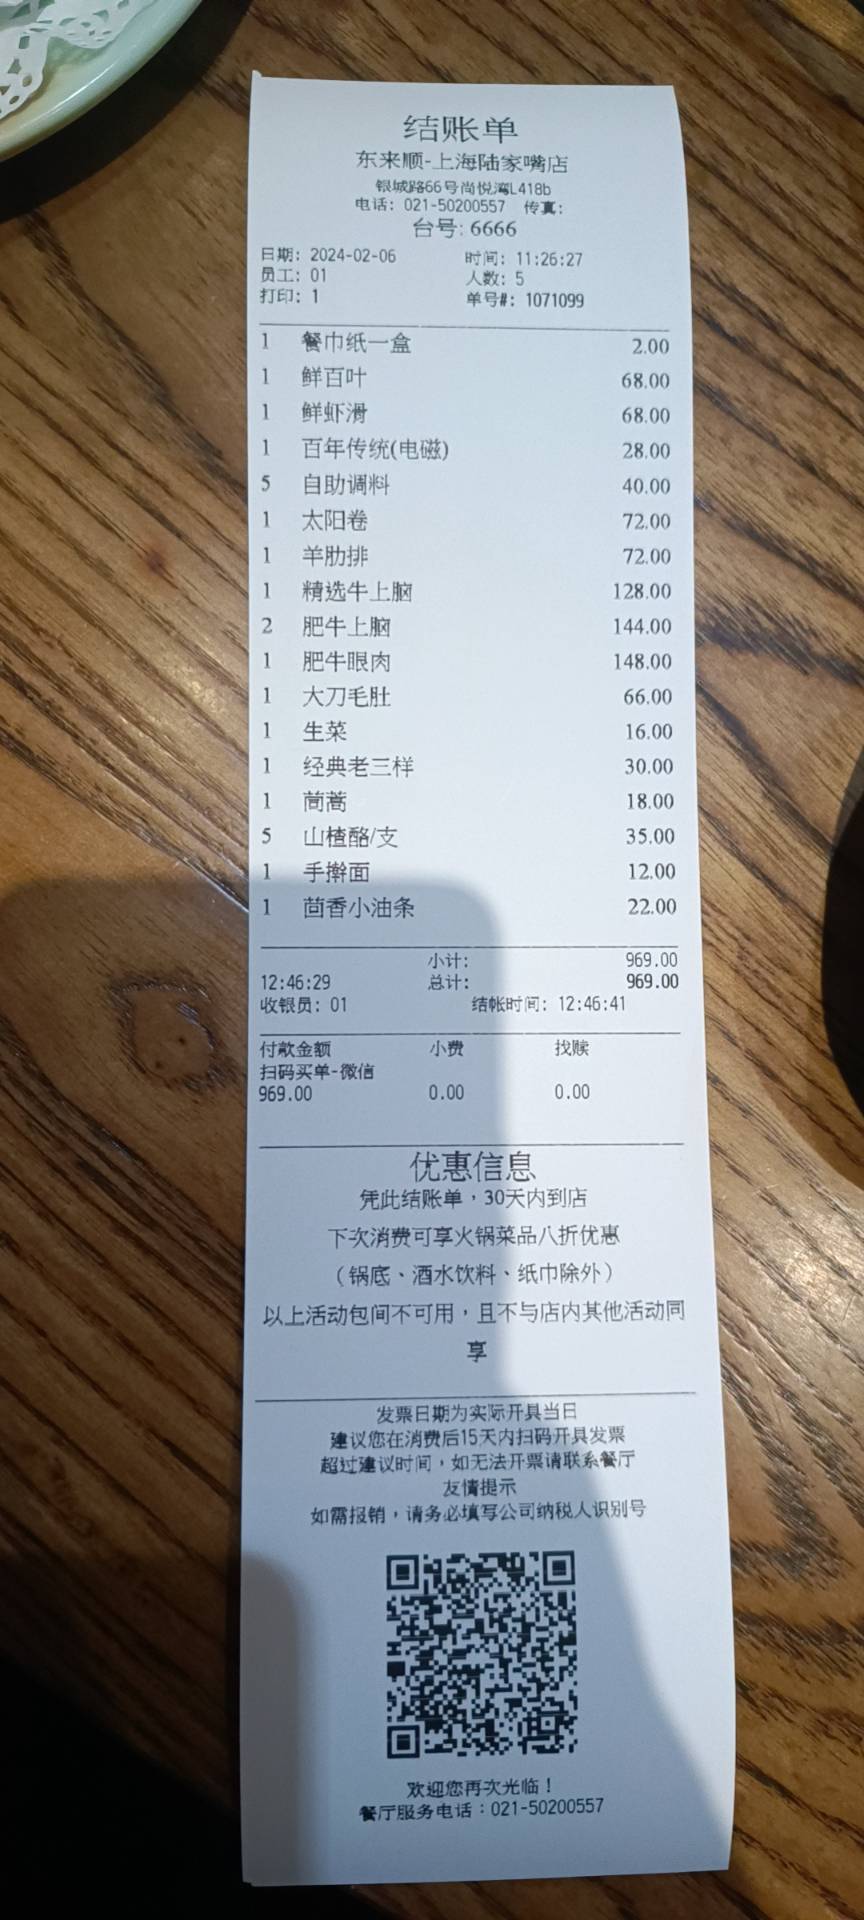 结账单
东来顺-上海陆家嘴店
银城路66号尚悦湾L418b
电话: 021-50200557 传真:
台号: 6666
日期: 2024-02-06 时间: 11:26:27
员工: 01 人数: 5
打印: 1 单号#: 1071099
1 餐巾纸一盒 2.00
1 鲜百叶 68.00
1 鲜虾滑 68.00
1 百年传统(电磁) 28.00
5 自助调料 40.00
1 太阳卷 72.00
1 羊肋排 72.00
1 精选牛上脑 128.00
2 肥牛上脑 144.00
1 肥牛眼肉 148.00
1 大刀毛肚 66.00
1 生菜 16.00
1 经典老三样 30.00
1 茼蒿 18.00
5 山楂酪/支 35.00
1 手擀面 12.00
1 茴香小油条 22.00
小计: 969.00
12:46:29 总计: 969.00
收银员: 01 结帐时间: 12:46:41
付款金额 小费 找赎
扫码买单-微信
969.00 0.00 0.00
优惠信息
凭此结账单，30天内到店
下次消费可享火锅菜品八折优惠
（锅底、酒水饮料、纸巾除外）
以上活动包间不可用，且不与店内其他活动同
享
发票日期为实际开具当日
建议您在消费后15天内扫码开具发票
超过建议时间，如无法开票请联系餐厅
友情提示
如需报销，请务必填写公司纳税人识别号
欢迎您再次光临！
餐厅服务电话：021-50200557